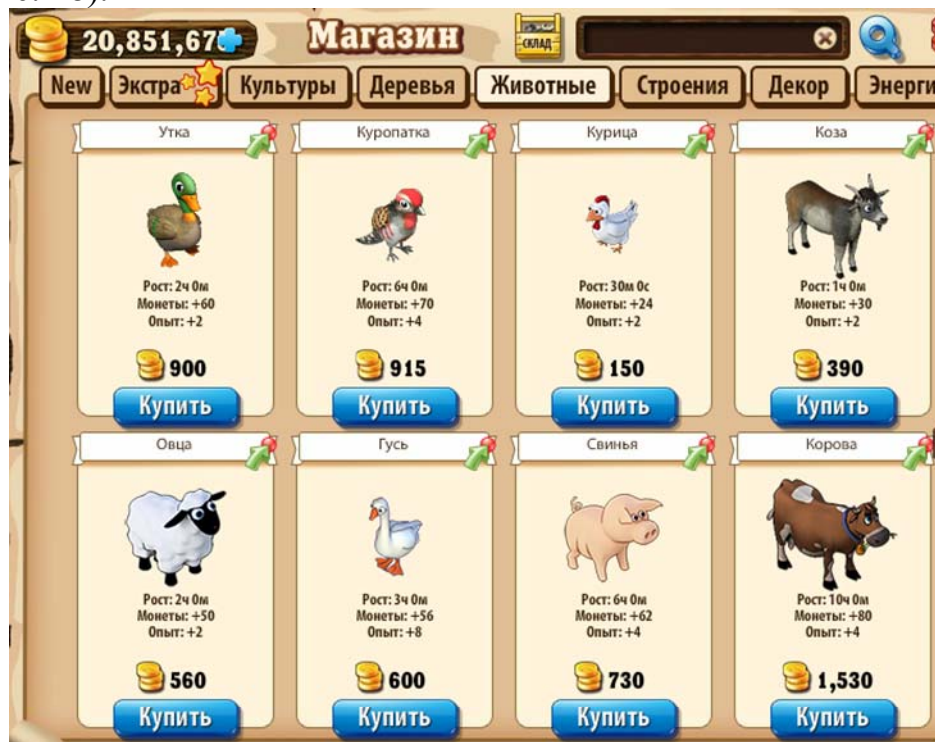 20,851,67
Магазин
СКЛАД
New Экстра Культуры Деревья Животные Строения Декор Энерги
Утка Куропатка Курица Коза
Рост: 2ч 0м Рост: 6ч 0м Рост: 30м 0с Рост: 1ч 0м
Монеты: +60 Монеты: +70 Монеты: +24 Монеты: +30
Опыт: +2 Опыт: +4 Опыт: +2 Опыт: +2
900 915 150 390
Купить Купить Купить Купить
Овца Гусь Свинья Корова
Рост: 2ч 0м Рост: 3ч 0м Рост: 6ч 0м Рост: 10ч 0м
Монеты: +50 Монеты: +56 Монеты: +62 Монеты: +80
Опыт: +2 Опыт: +8 Опыт: +4 Опыт: +4
560 600 730 1,530
Купить Купить Купить Купить